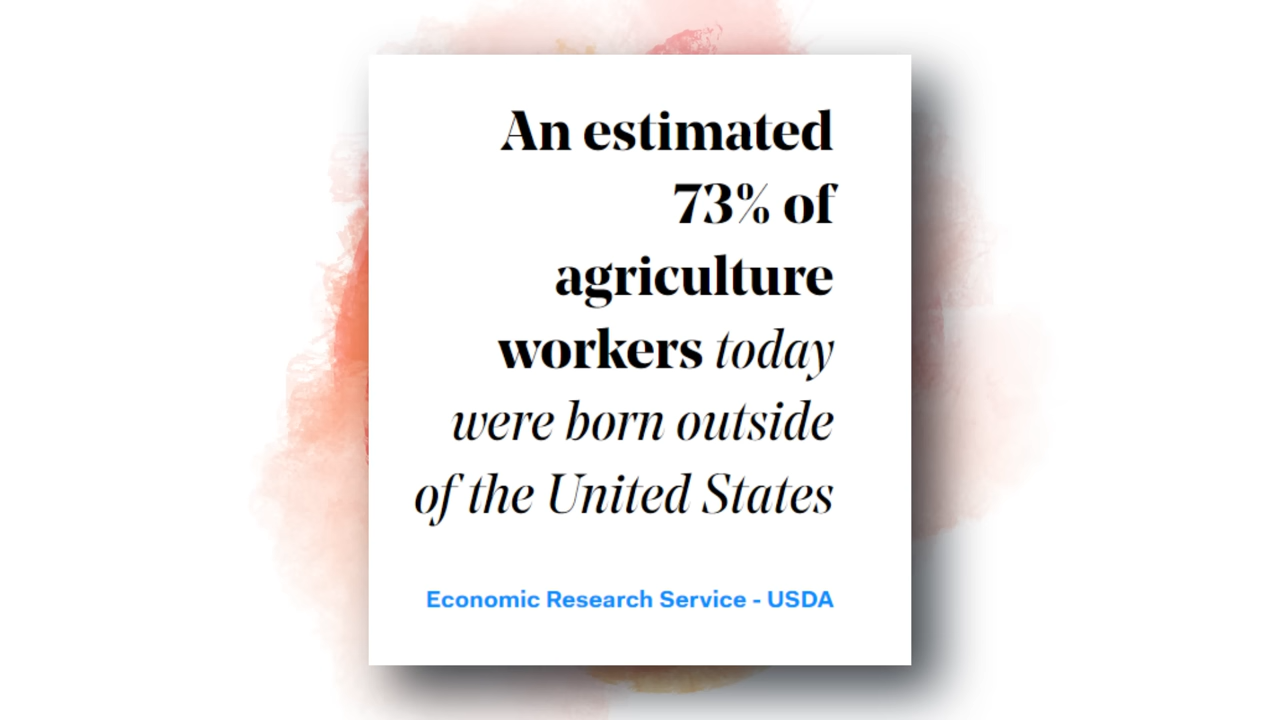 An estimated
73% of
agriculture
workers today
were born outside
of the United States
Economic Research Service - USDA